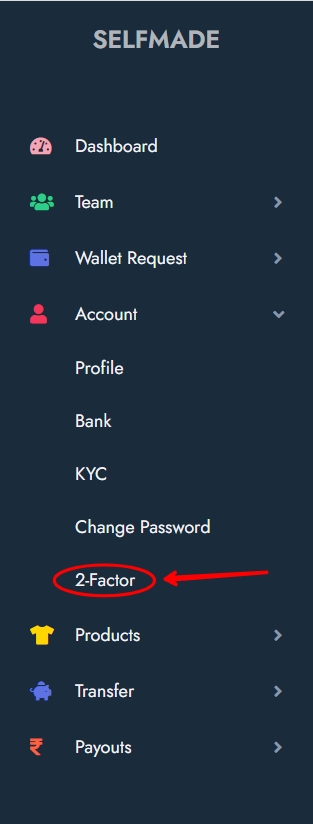 SELFMADE
Dashboard
Team
Wallet Request
Account
Profile
Bank
KYC
Change Password
2-Factor
Products
Transfer
Payouts